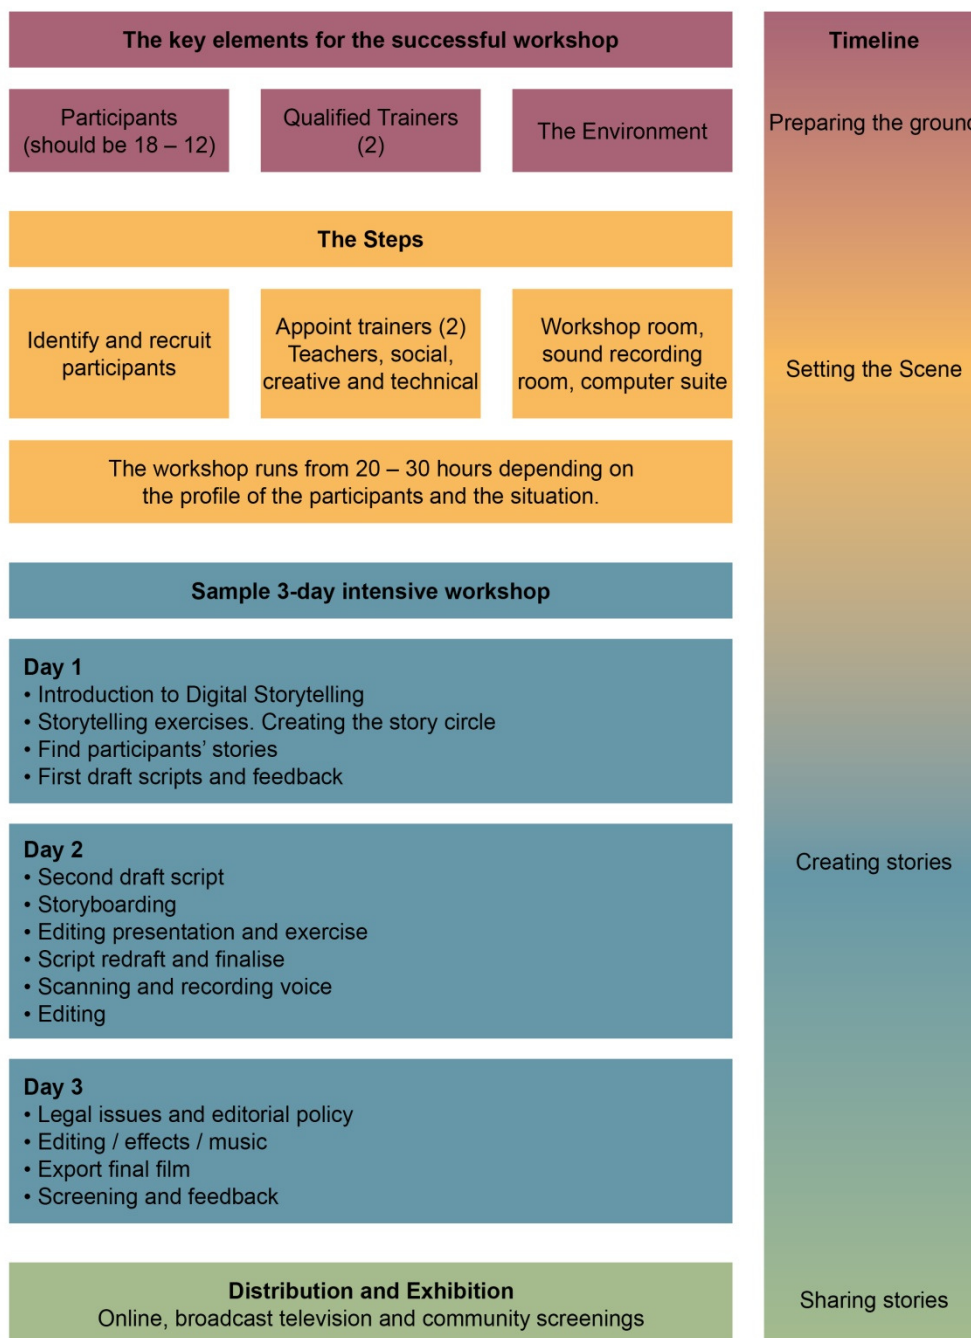 The key elements for the successful workshop
Participants
(should be 18 – 12)
Qualified Trainers
(2)
The Environment
The Steps
Identify and recruit
participants
Appoint trainers (2)
Teachers, social,
creative and technical
Workshop room,
sound recording
room, computer suite
The workshop runs from 20 – 30 hours depending on
the profile of the participants and the situation.
Sample 3-day intensive workshop
Day 1
• Introduction to Digital Storytelling
• Storytelling exercises. Creating the story circle
• Find participants’ stories
• First draft scripts and feedback
Day 2
• Second draft script
• Storyboarding
• Editing presentation and exercise
• Script redraft and finalise
• Scanning and recording voice
• Editing
Day 3
• Legal issues and editorial policy
• Editing / effects / music
• Export final film
• Screening and feedback
Distribution and Exhibition
Online, broadcast television and community screenings
Timeline
Preparing the ground
Setting the Scene
Creating stories
Sharing stories